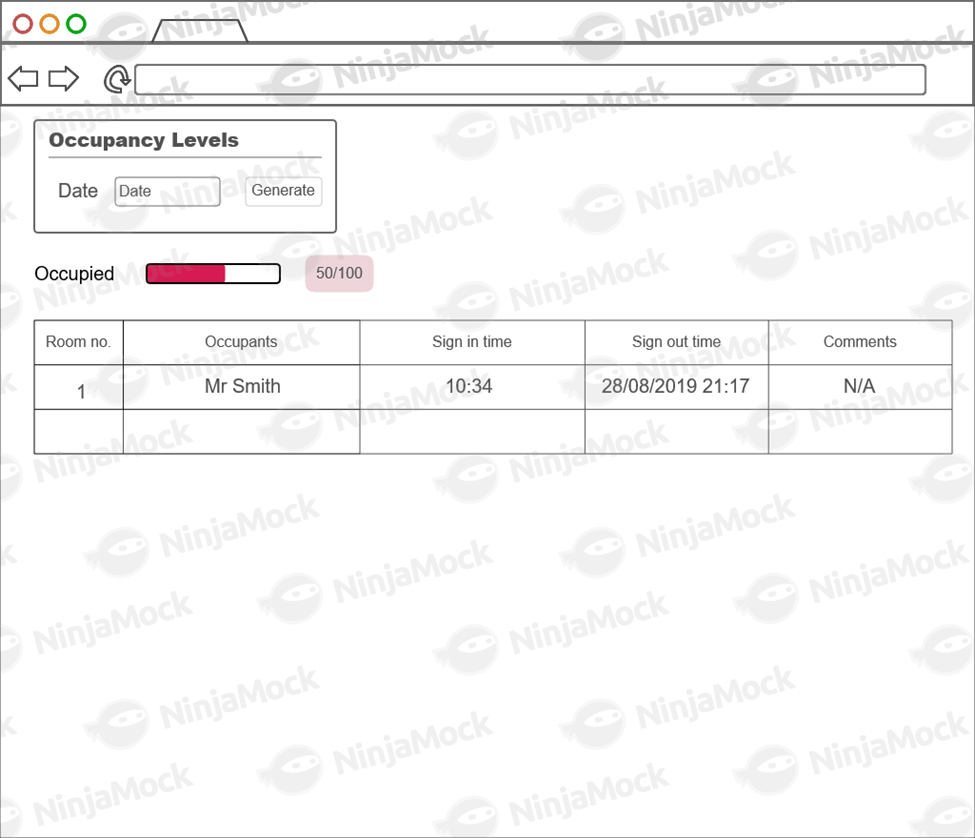 Occupancy Levels
Date Date Generate
Occupied 50/100
Room no. Occupants Sign in time Sign out time Comments
1 Mr Smith 10:34 28/08/2019 21:17 N/A
NinjaMock